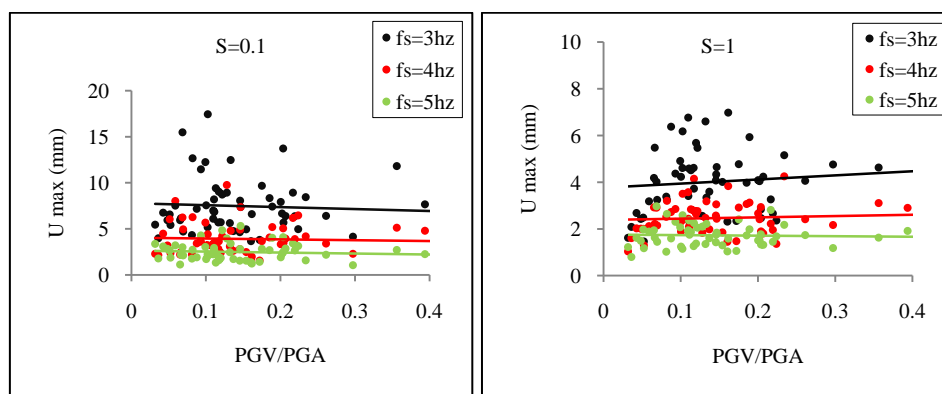 S=0.1
fs=3hz
fs=4hz
fs=5hz
U max (mm)
20
15
10
5
0
0
0.1
0.2
0.3
0.4
PGV/PGA
S=1
fs=3hz
fs=4hz
fs=5hz
U max (mm)
10
8
6
4
2
0
0
0.1
0.2
0.3
0.4
PGV/PGA